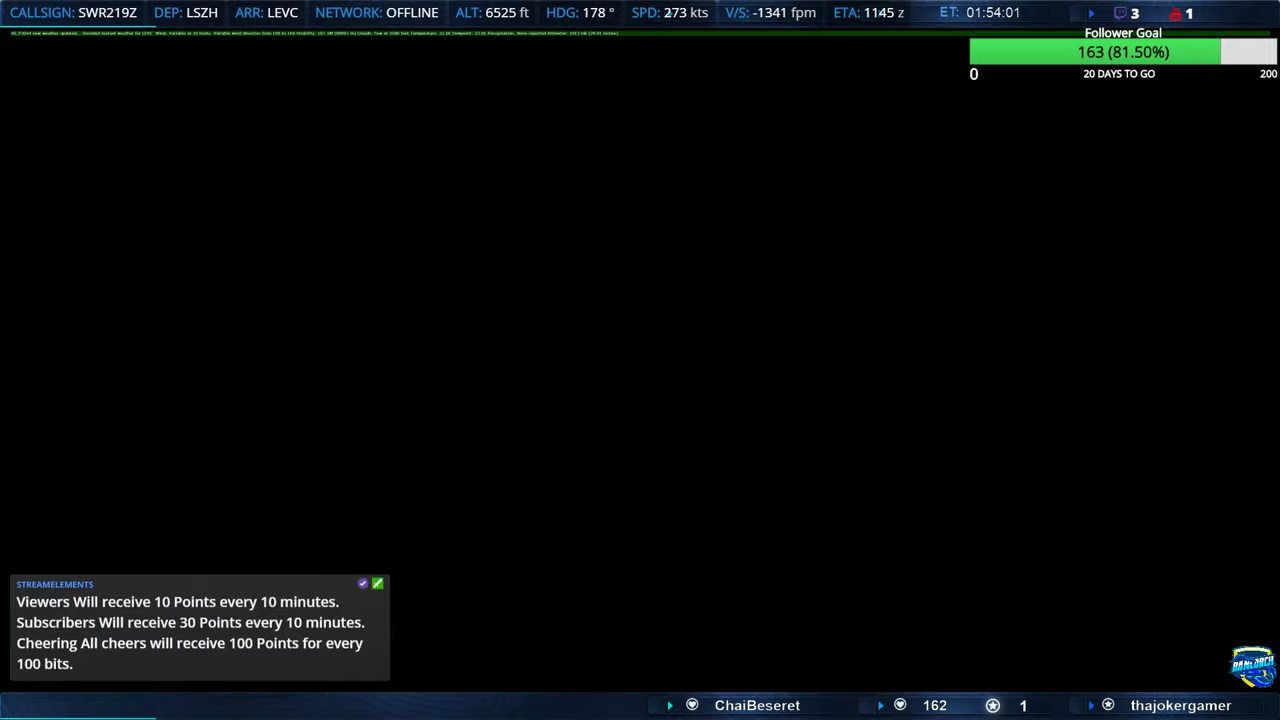 CALLSIGN: SWR219Z DEP: LSZH ARR: LEVC NETWORK: OFFLINE ALT: 6525 ft HDG: 178 ° SPD: 273 kts V/S: -1341 fpm ETA: 1145 z ET: 01:54:01 3 1
Follower Goal
163 (81.50%)
0 20 DAYS TO GO 200
STREAMELEMENTS
Viewers Will receive 10 Points every 10 minutes.
Subscribers Will receive 30 Points every 10 minutes.
Cheering All cheers will receive 100 Points for every
100 bits.
ChaiBeseret 162 1 thajokergamer